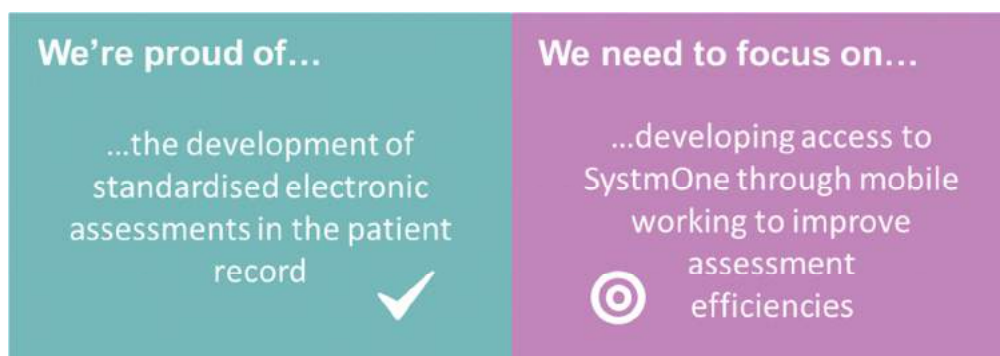 We're proud of...
...the development of
standardised electronic
assessments in the patient
record
We need to focus on...
...developing access to
SystmOne through mobile
working to improve
assessment
efficiencies